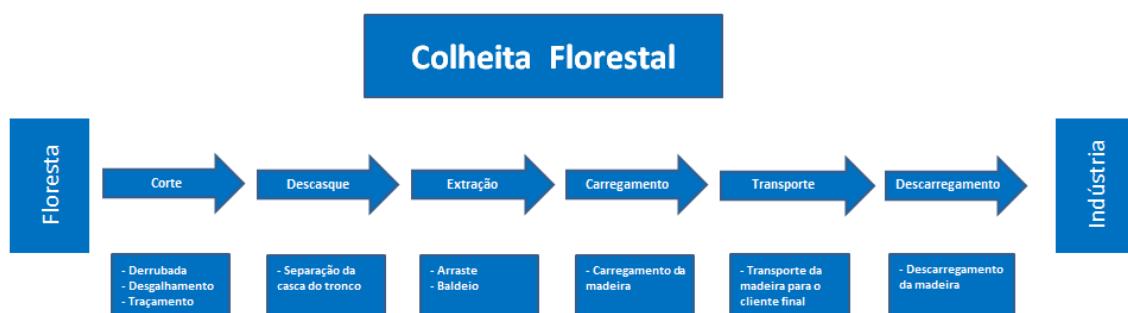 Colheita Florestal
Floresta
Corte
Descasque
Extração
Carregamento
Transporte
Descarregamento
Indústria
- Derrubada
- Desgalhamento
- Traçamento
- Separação da
casca do tronco
- Arraste
- Baldeio
- Carregamento da
madeira
- Transporte da
madeira para o
cliente final
- Descarregamento
da madeira